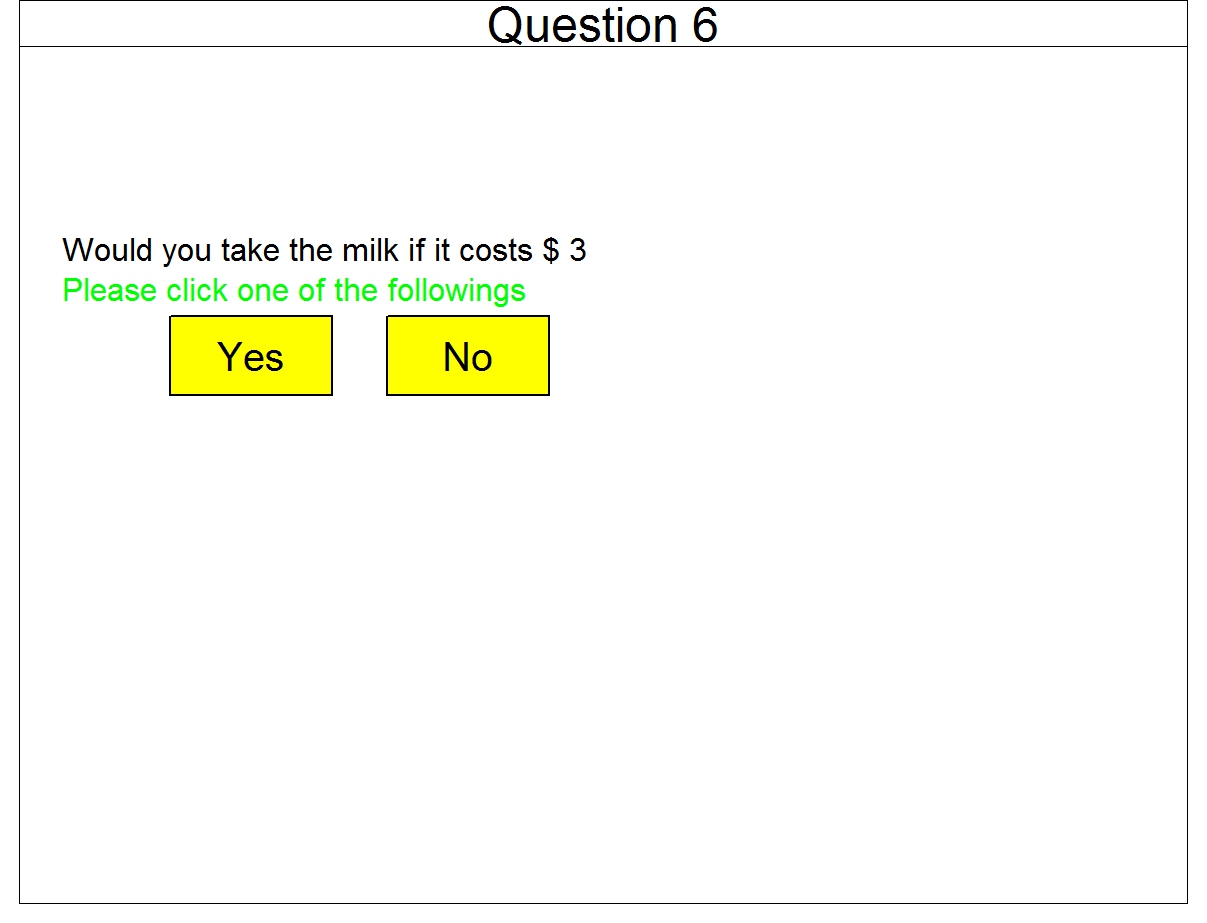 Question 6
Would you take the milk if it costs $ 3
Please click one of the followings
Yes No